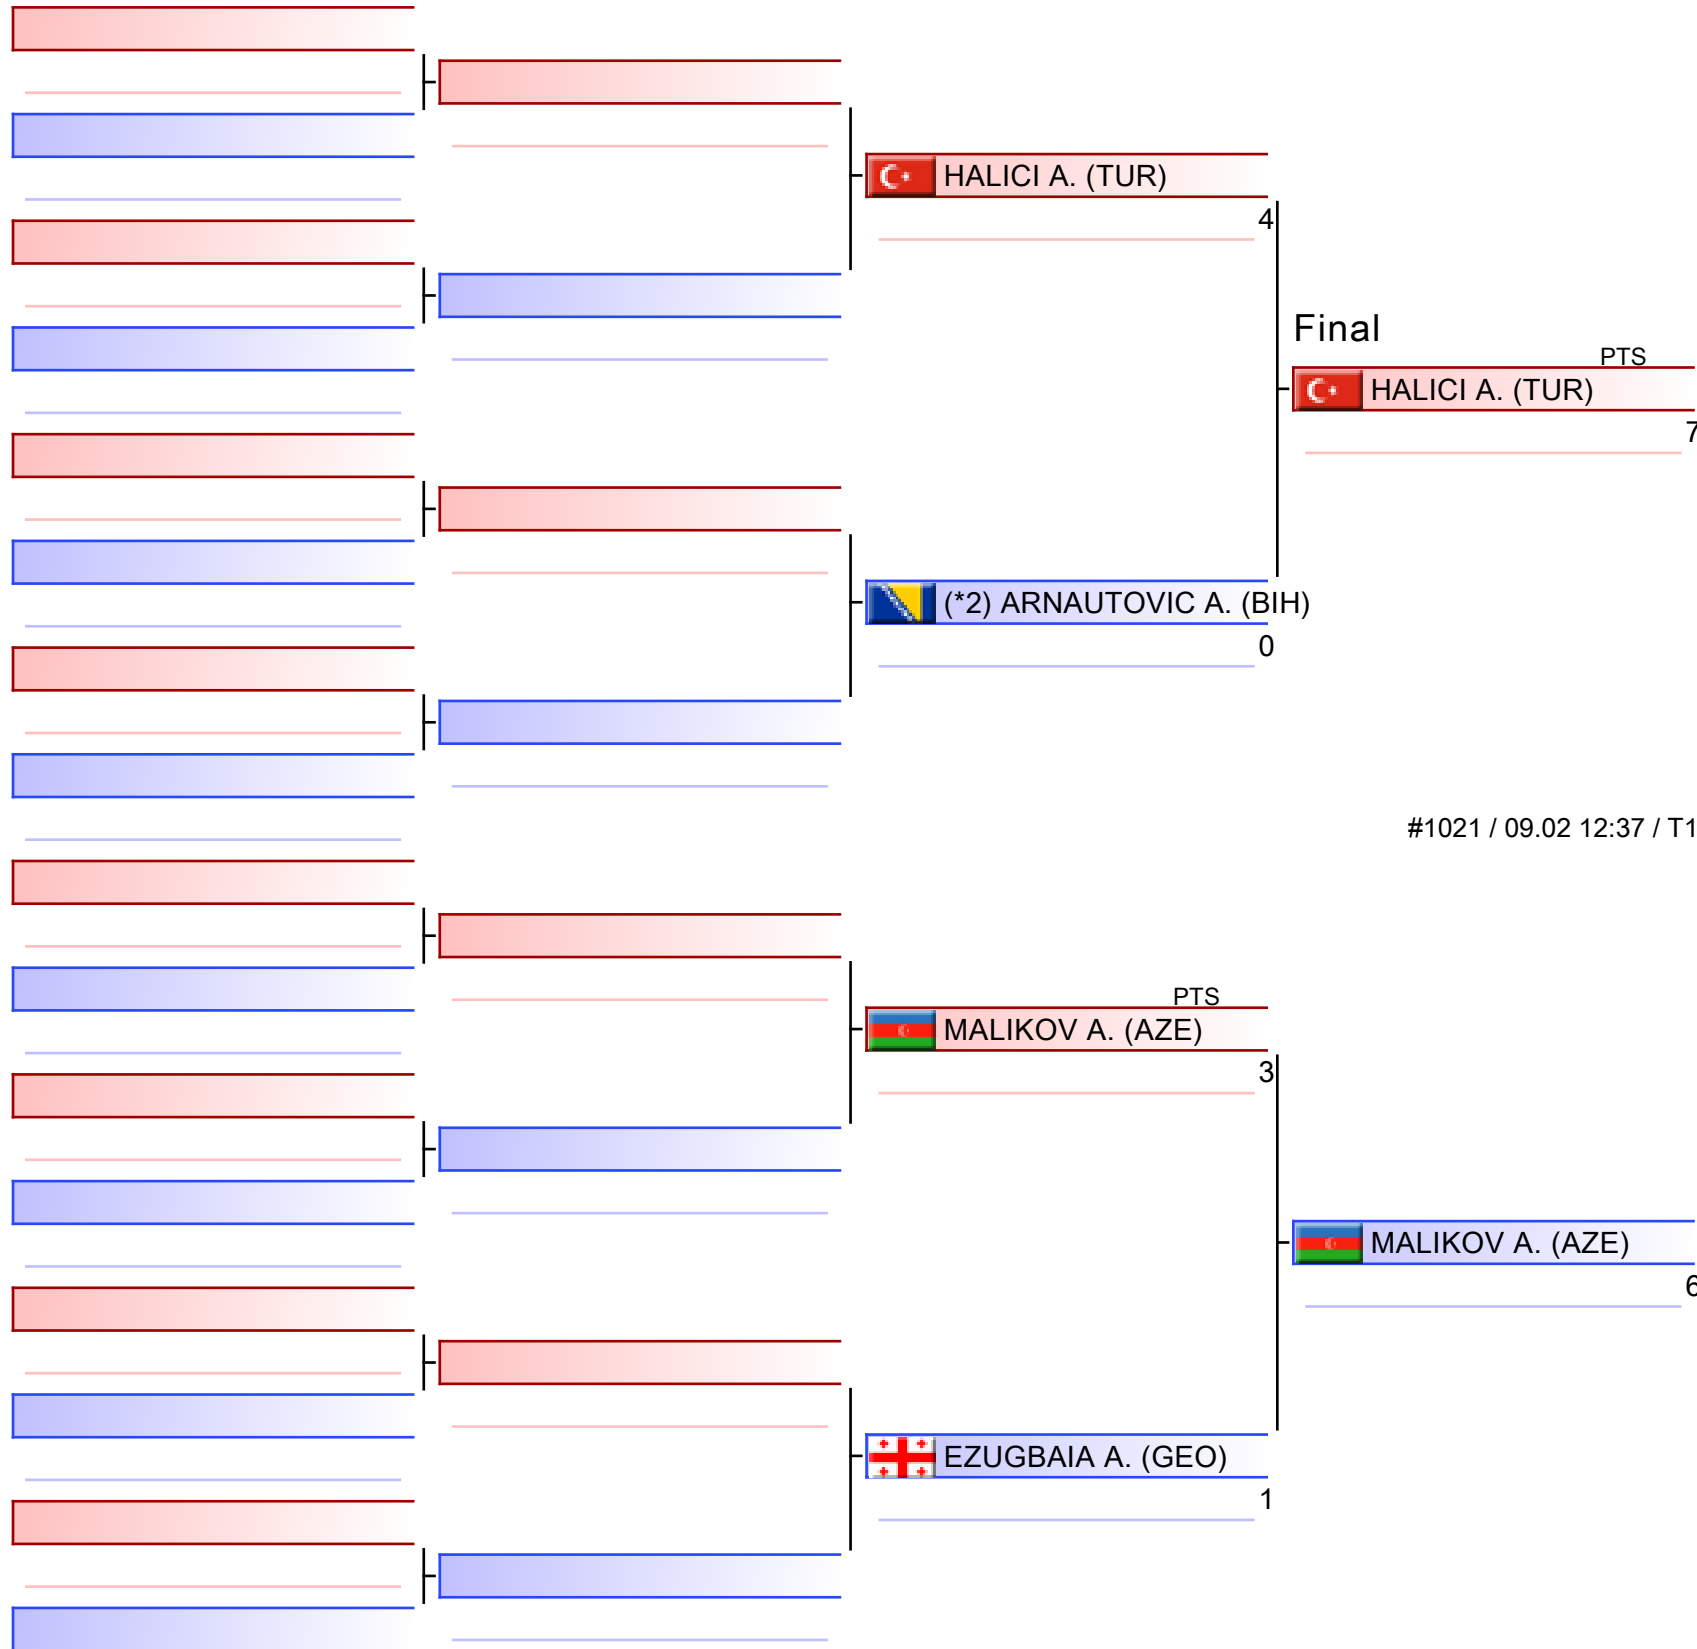 HALICI A. (TUR)
4
Final
PTS
HALICI A. (TUR)
7
(*2) ARNAUTOVIC A. (BIH)
0
#1021 / 09.02 12:37 / T1
PTS
MALIKOV A. (AZE)
3
MALIKOV A. (AZE)
6
EZUGBAIA A. (GEO)
1